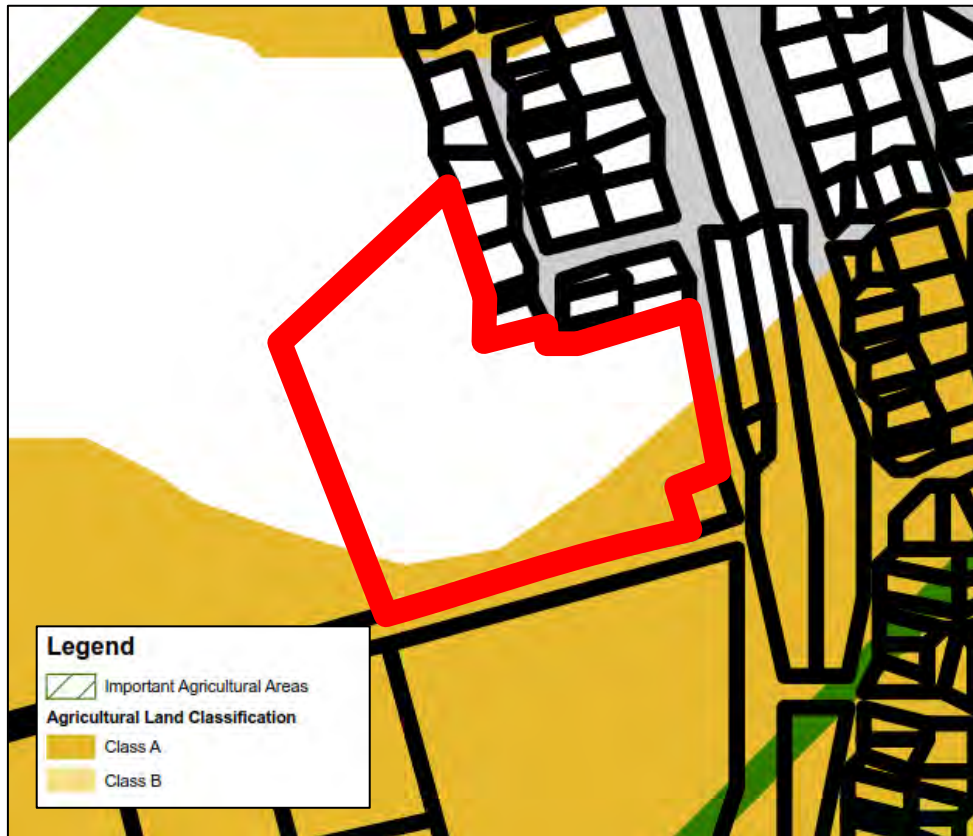 Legend
Important Agricultural Areas
Agricultural Land Classification
Class A
Class B